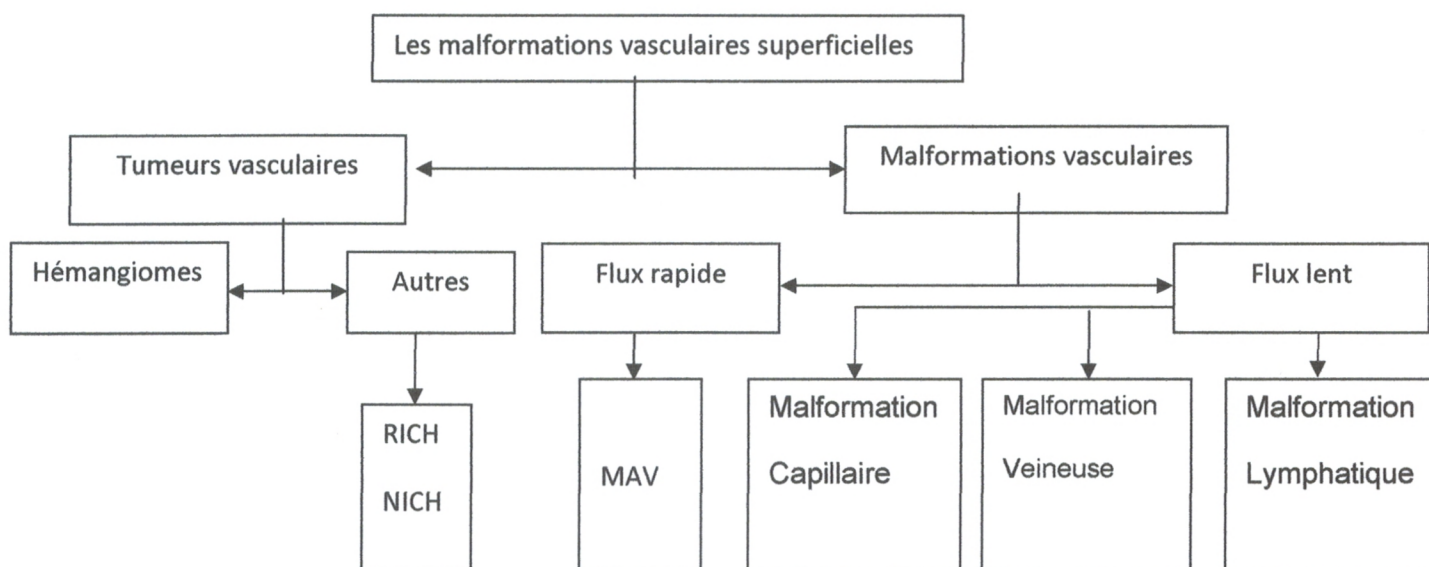 Les malformations vasculaires superficielles
Tumeurs vasculaires
Malformations vasculaires
Hémangiomes
Autres
Flux rapide
Flux lent
RICH
NICH
MAV
Malformation
Capillaire
Malformation
Veineuse
Malformation
Lymphatique